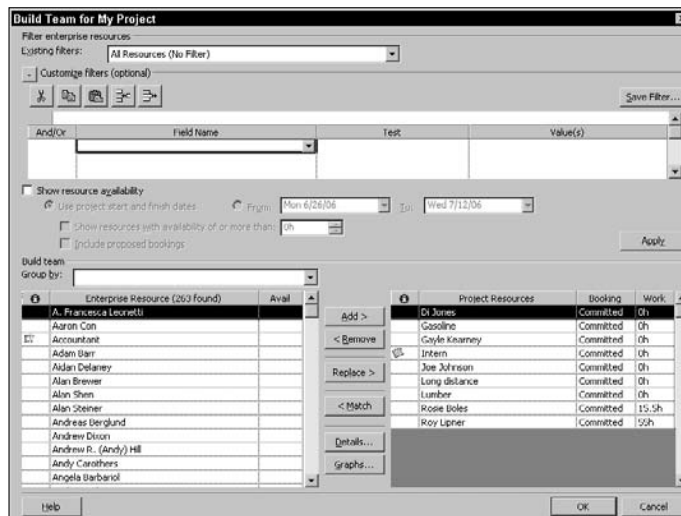 Build Team for My Project
Filter enterprise resources
Existing filters: All Resources (No Filter)
- Customize filters (optional)
Save Filter...
And/Or Field Name Test Value(s)
Show resource availability
Use project start and finish dates From: Mon 6/26/06 To: Wed 7/12/06
Show resources with availability of or more than: 0h
Include proposed bookings
Apply
Build team
Group by:
Enterprise Resource (263 found) Avail
A. Francesca Leonetti
Aaron Con
Accountant
Adam Barr
Aidan Delaney
Alan Brewer
Alan Shen
Alan Steiner
Andreas Berglund
Andrew Dixon
Andrew R. (Andy) Hill
Andy Carothers
Angela Barbariol
Add >
< Remove
Replace >
< Match
Details...
Graphs...
Project Resources Booking Work
Di Jones Committed 0h
Gasoline Committed 0h
Gayle Kearney Committed 0h
Intern Committed 0h
Joe Johnson Committed 0h
Long distance Committed 0h
Lumber Committed 0h
Rosie Boles Committed 15.5h
Roy Lipner Committed 55h
Help OK Cancel